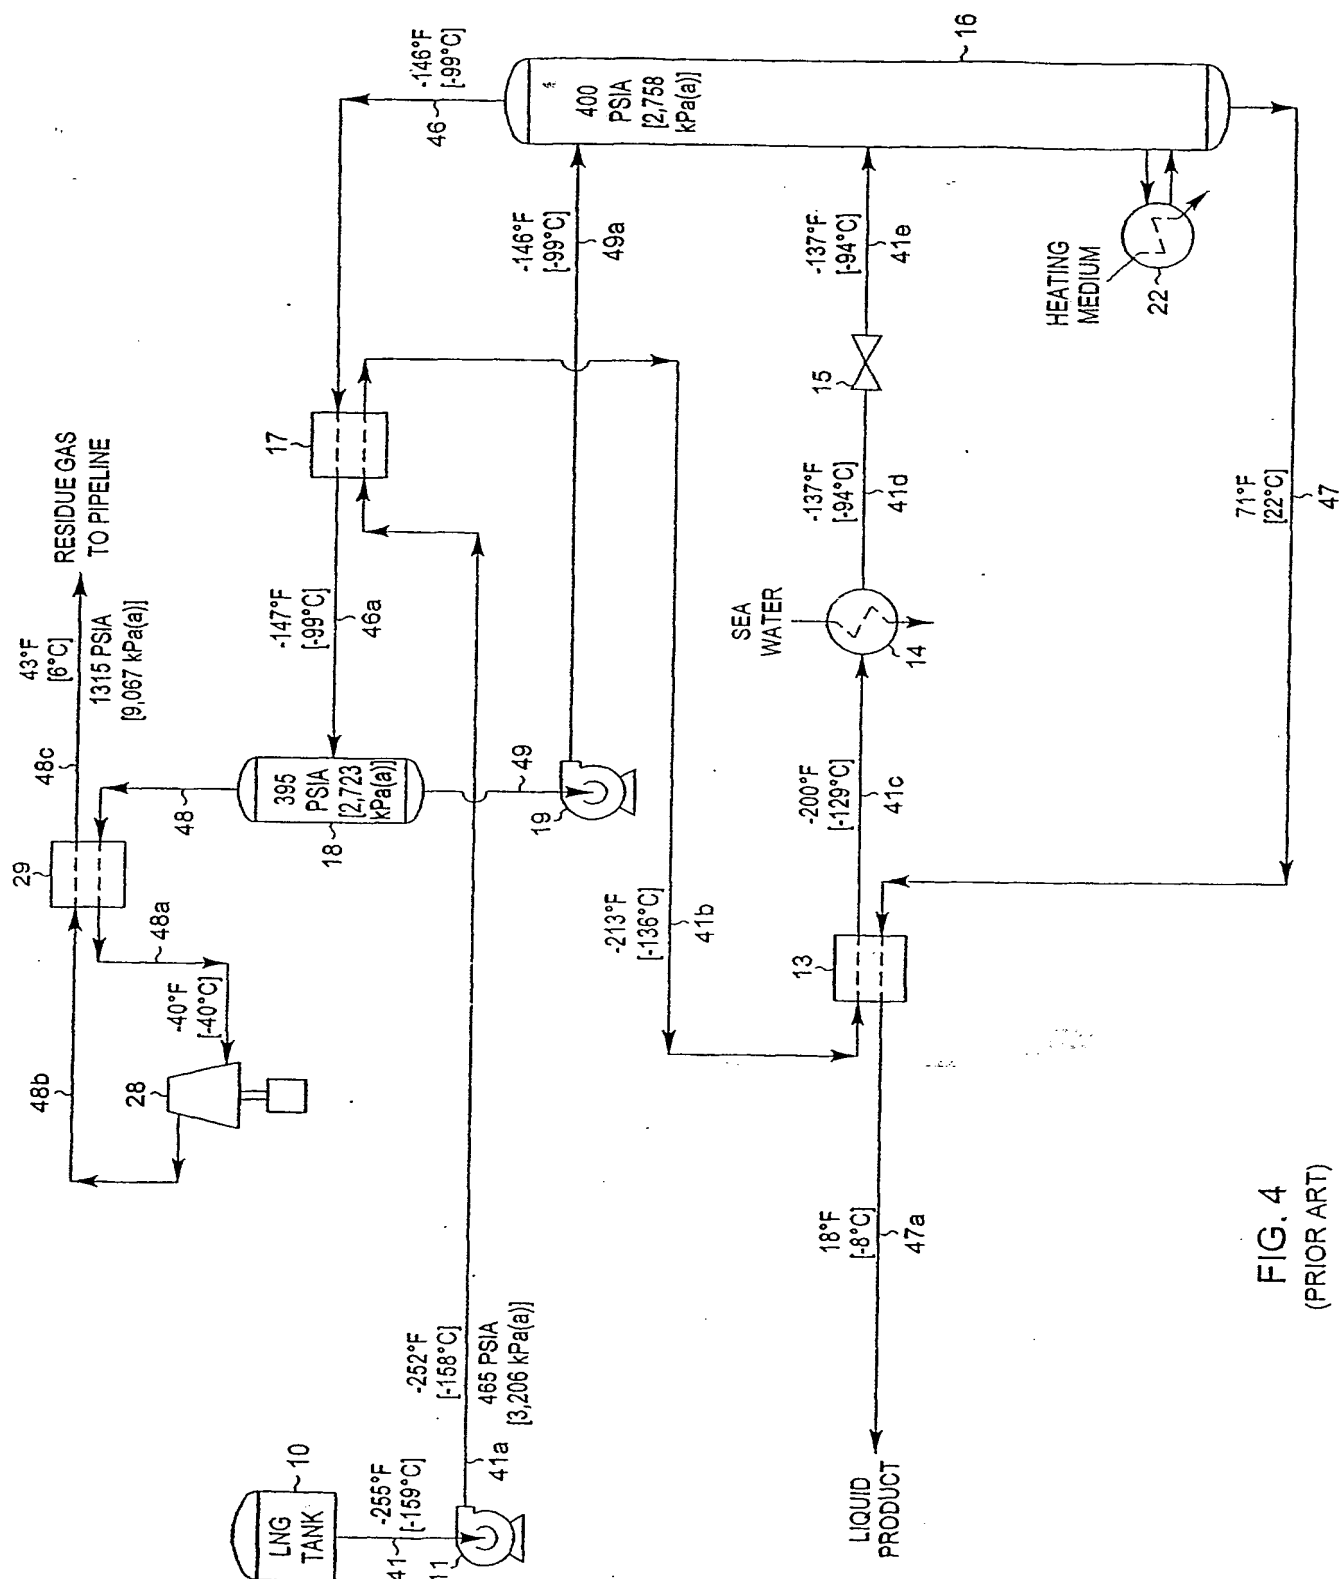 LNG
TANK
10
41
-255°F
[-159°C]
11
-252°F
[-158°C]
465 PSIA
[3,206 kPa(a)]
41a
48b
28
-40°F
[-40°C]
48a
29
48
48c
43°F
[6°C]
1315 PSIA
[9,067 kPa(a)]
RESIDUE GAS
TO PIPELINE
395
PSIA
[2,723
kPa(a)]
18
49
19
-147°F
[-99°C]
46a
17
46
-146°F
[-99°C]
400
PSIA
[2,758
kPa(a)]
16
-146°F
[-99°C]
49a
-213°F
[-136°C]
41b
13
-200°F
[-129°C]
41c
SEA
WATER
14
-137°F
[-94°C]
41d
15
-137°F
[-94°C]
41e
HEATING
MEDIUM
22
71°F
[22°C]
47
18°F
[-8°C]
47a
LIQUID
PRODUCT
FIG. 4
(PRIOR ART)